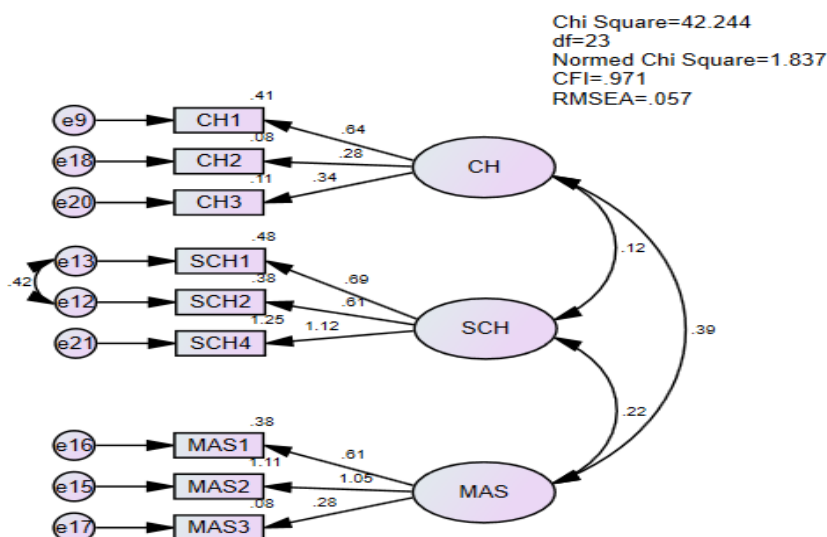 Chi Square=42.244
df=23
Normed Chi Square=1.837
CFI=.971
RMSEA=.057
.41
e9 CH1 .64
.08
e18 CH2 .28 CH
.11
e20 CH3 .34
.48
e13 SCH1 .69 .12
.38
.42 e12 SCH2 .61
1.25
e21 SCH4 1.12 SCH .39
.22
.38
e16 MAS1 .61
1.11
e15 MAS2 1.05 MAS
.08
e17 MAS3 .28